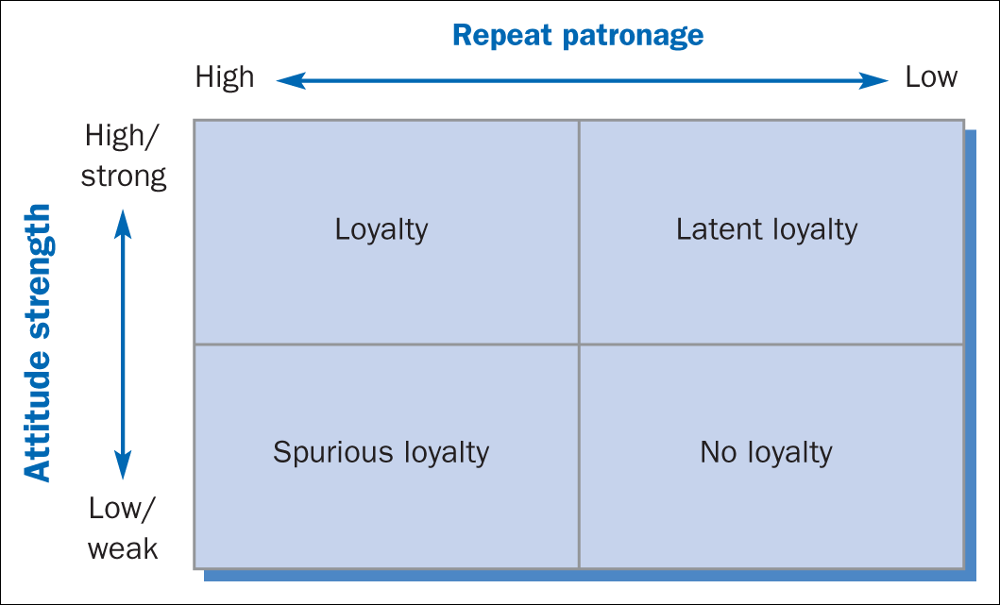 Repeat patronage
High
Low
High/
strong
Attitude strength
Low/
weak
Loyalty
Latent loyalty
Spurious loyalty
No loyalty